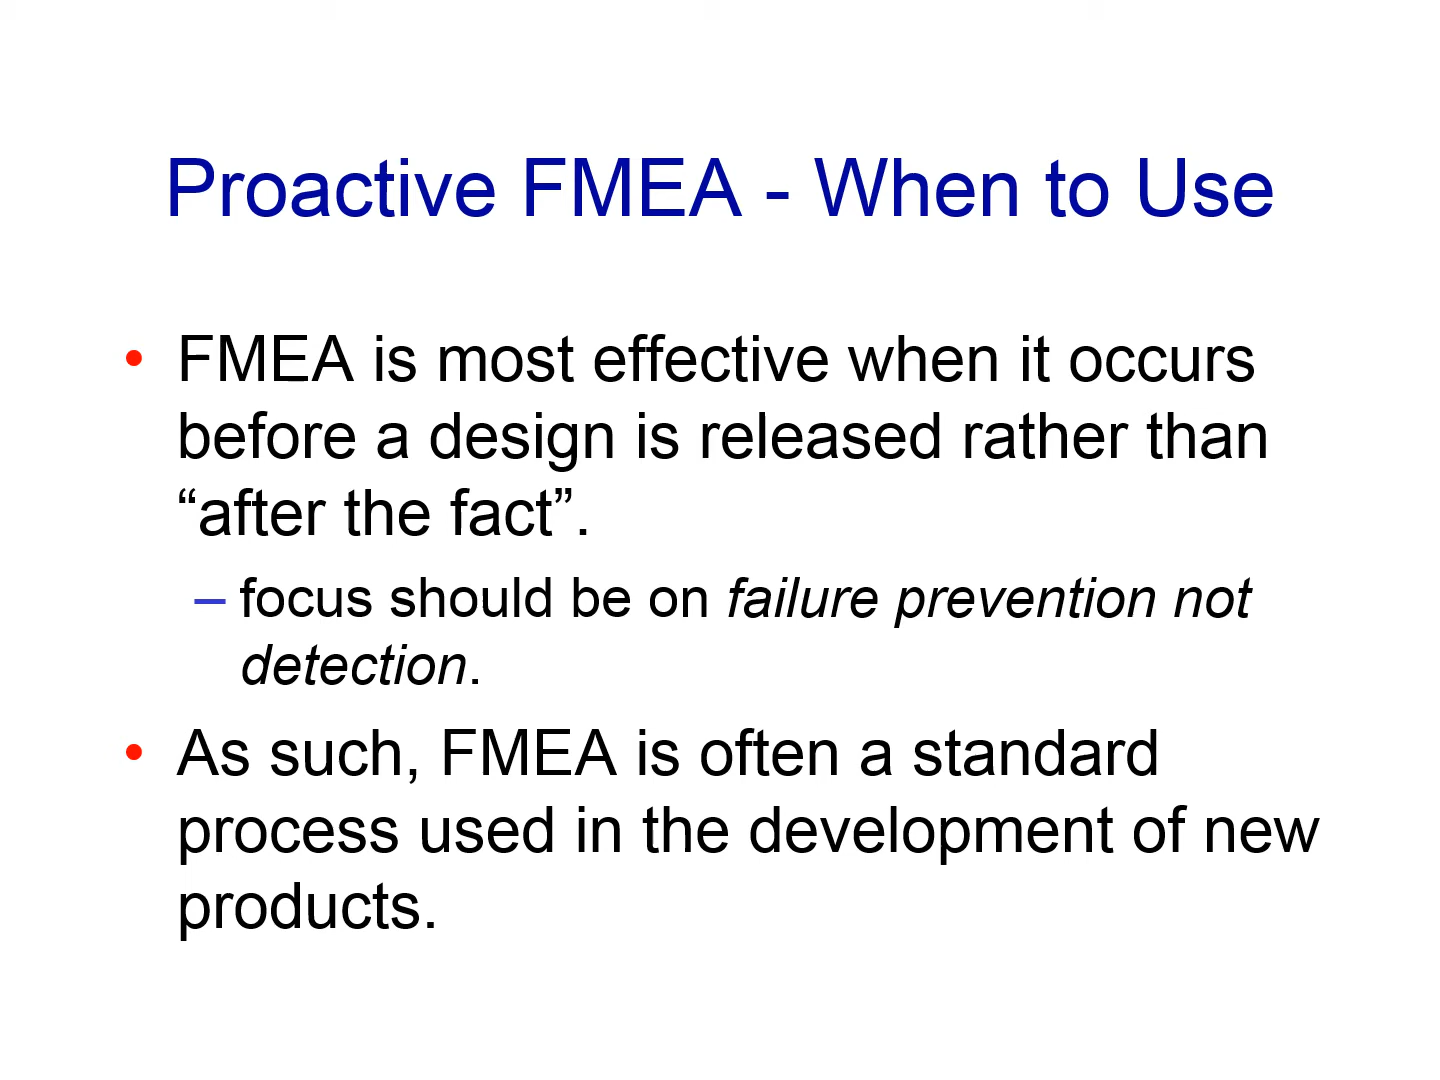 Proactive FMEA - When to Use
• FMEA is most effective when it occurs
before a design is released rather than
“after the fact”.
– focus should be on failure prevention not
detection.
• As such, FMEA is often a standard
process used in the development of new
products.